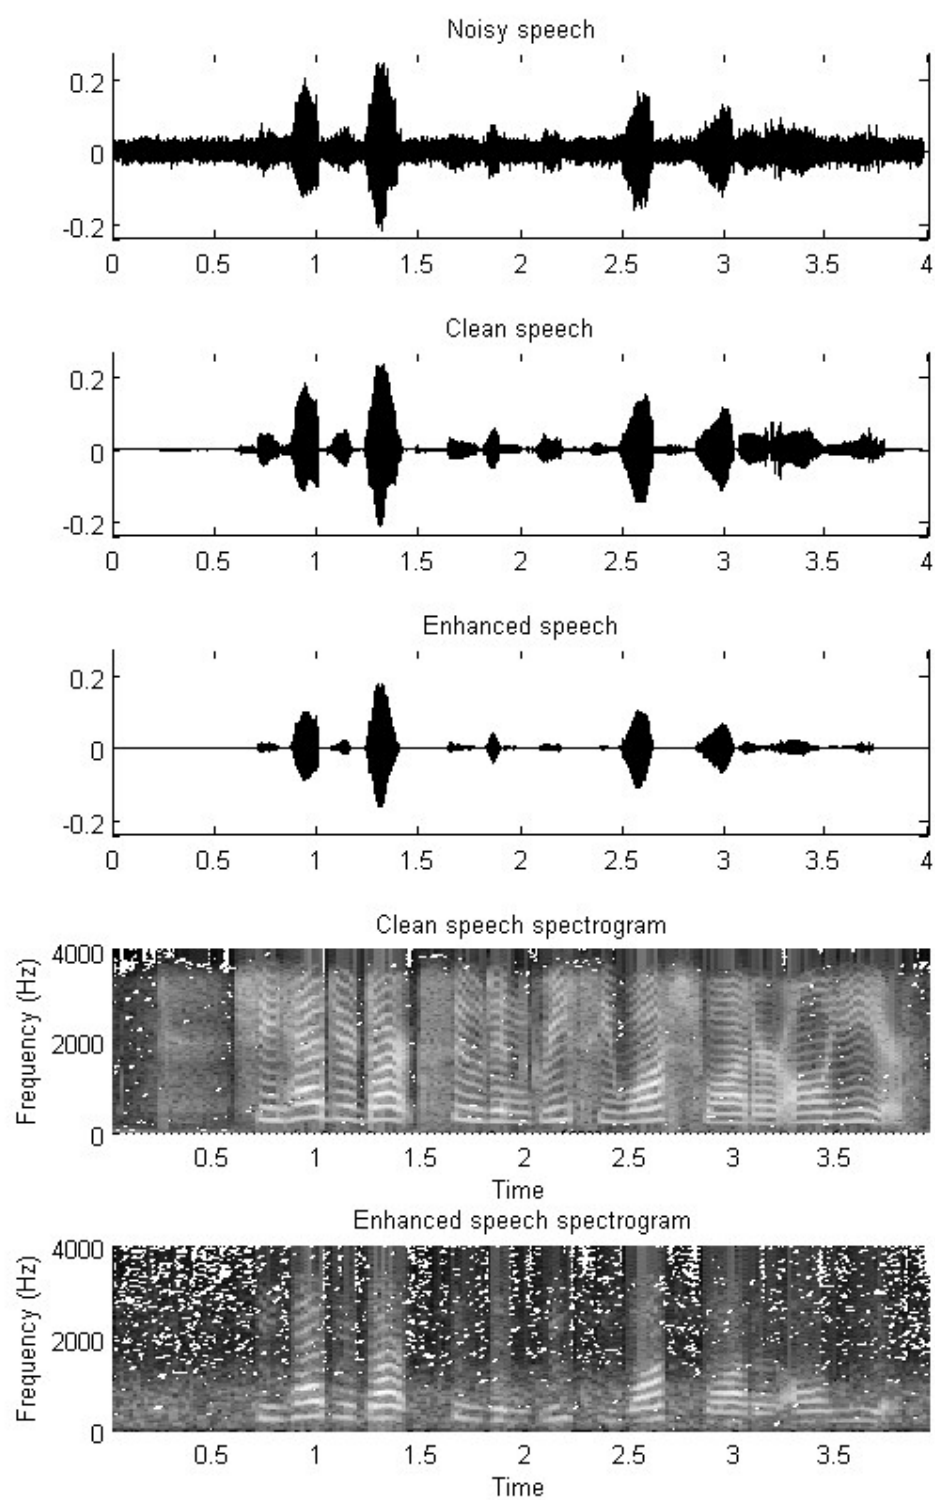 Noisy speech
0.2
0
-0.2
0 0.5 1 1.5 2 2.5 3 3.5 4
Clean speech
0.2
0
-0.2
0 0.5 1 1.5 2 2.5 3 3.5 4
Enhanced speech
0.2
0
-0.2
0 0.5 1 1.5 2 2.5 3 3.5 4
Clean speech spectrogram
Frequency (Hz)
4000
2000
0
0.5 1 1.5 2 2.5 3 3.5
Time
Enhanced speech spectrogram
Frequency (Hz)
4000
2000
0
0.5 1 1.5 2 2.5 3 3.5
Time